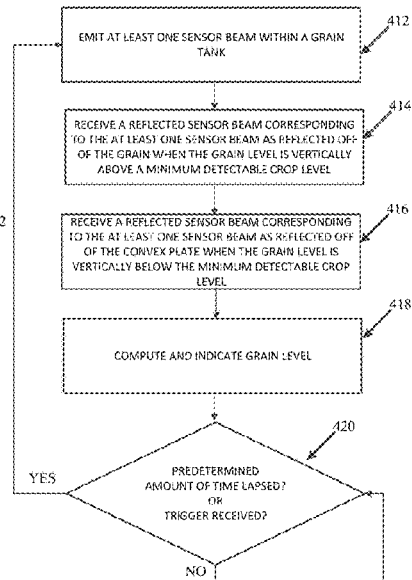 EMIT AT LEAST ONE SENSOR BEAM WITHIN A GRAIN
TANK
412
RECEIVE A REFLECTED SENSOR BEAM CORRESPONDING
TO THE AT LEAST ONE SENSOR BEAM AS REFLECTED OFF
OF THE GRAIN WHEN THE GRAIN LEVEL IS VERTICALLY
ABOVE A MINIMUM DETECTABLE CROP LEVEL
414
RECEIVE A REFLECTED SENSOR BEAM CORRESPONDING
TO THE AT LEAST ONE SENSOR BEAM AS REFLECTED OFF
OF THE CONVEX PLATE WHEN THE GRAIN LEVEL IS
VERTICALLY BELOW THE MINIMUM DETECTABLE CROP
LEVEL
416
2
COMPUTE AND INDICATE GRAIN LEVEL
418
PREDETERMINED
AMOUNT OF TIME LAPSED?
OR
TRIGGER RECEIVED?
420
YES
NO